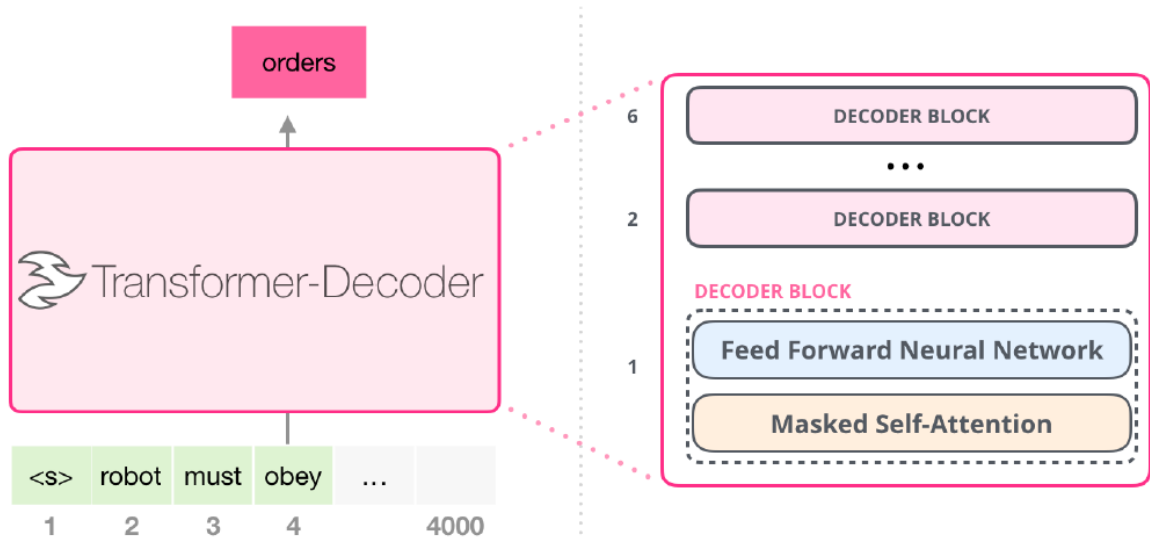 orders
Transformer-Decoder
<s> robot must obey ...
1 2 3 4 4000
6 DECODER BLOCK
...
2 DECODER BLOCK
DECODER BLOCK
Feed Forward Neural Network
1
Masked Self-Attention